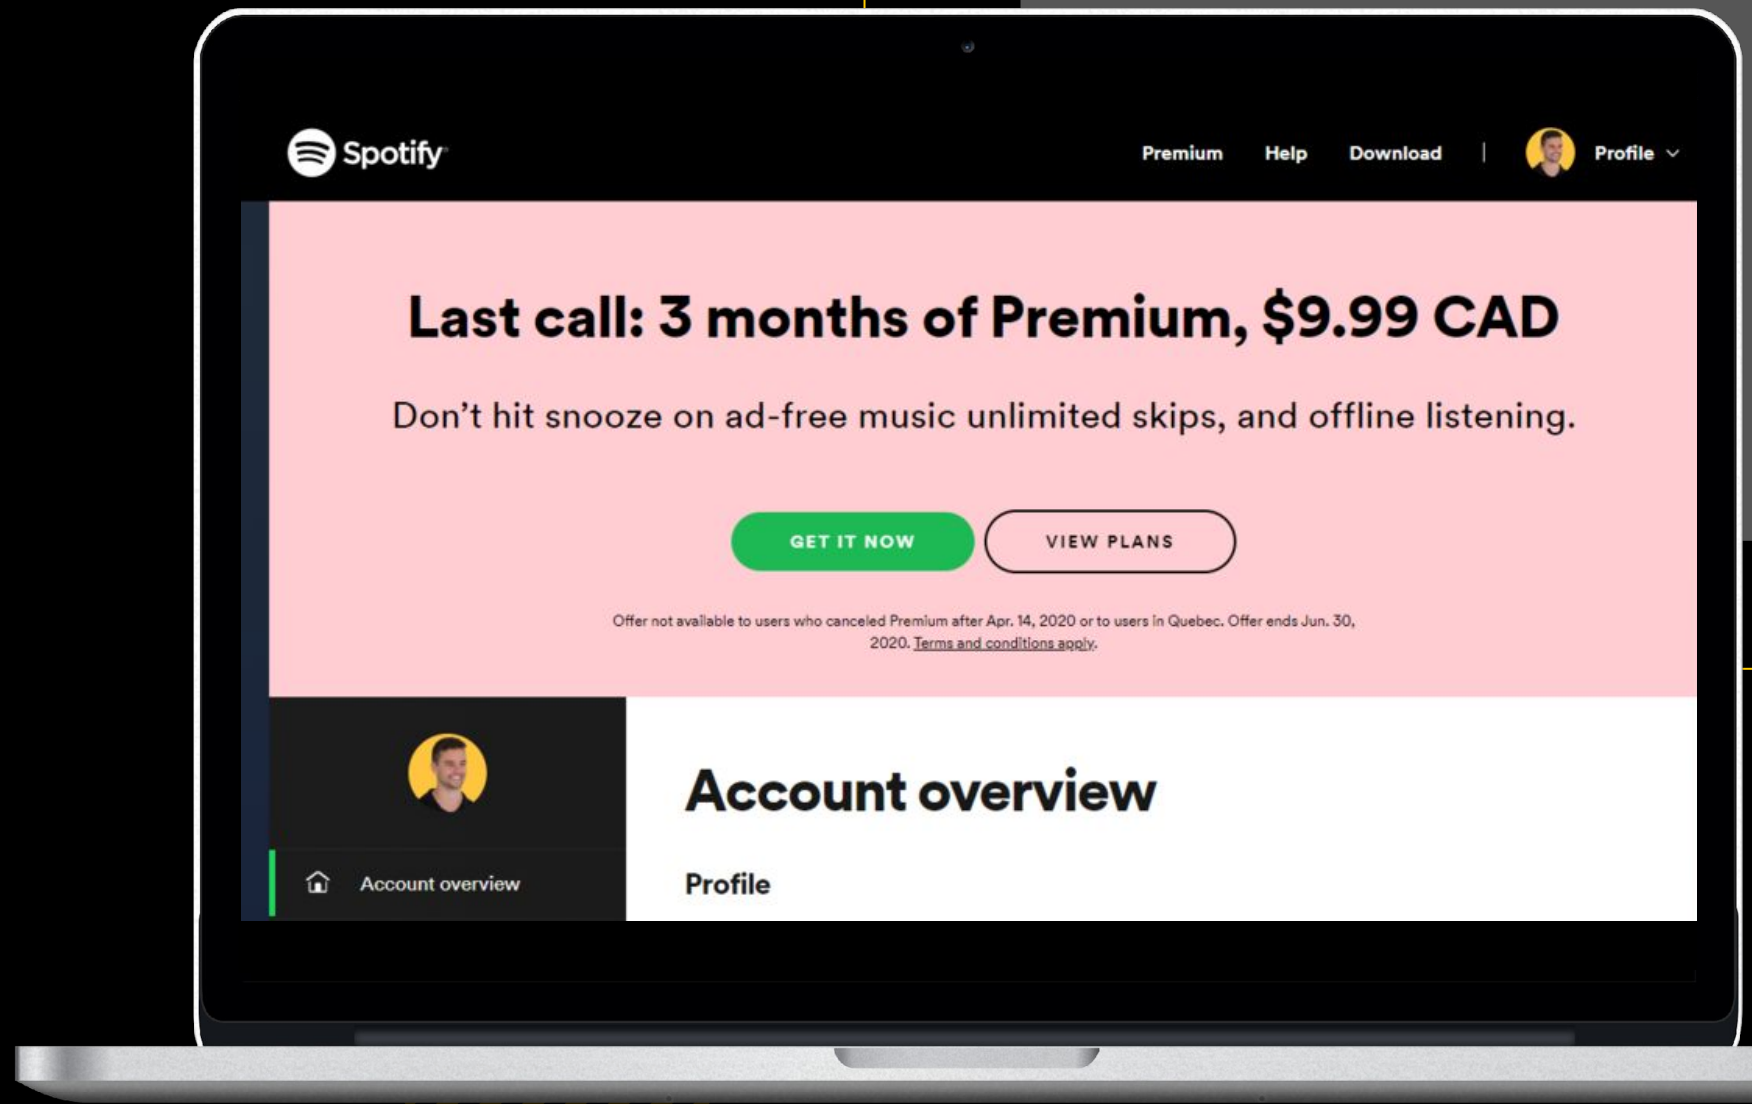 Spotify
Premium Help Download | Profile
Last call: 3 months of Premium, $9.99 CAD
Don't hit snooze on ad-free music unlimited skips, and offline listening.
GET IT NOW VIEW PLANS
Offer not available to users who canceled Premium after Apr. 14, 2020 or to users in Quebec. Offer ends Jun. 30,
2020. Terms and conditions apply.
Account overview
Account overview
Profile